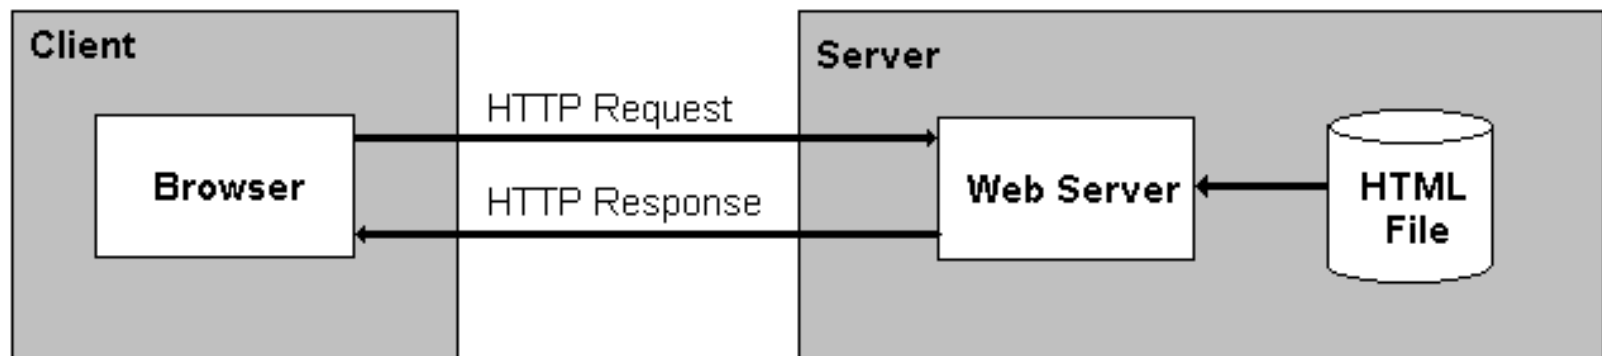 Client
Server
HTTP Request
Browser
Web Server
HTML
File
HTTP Response